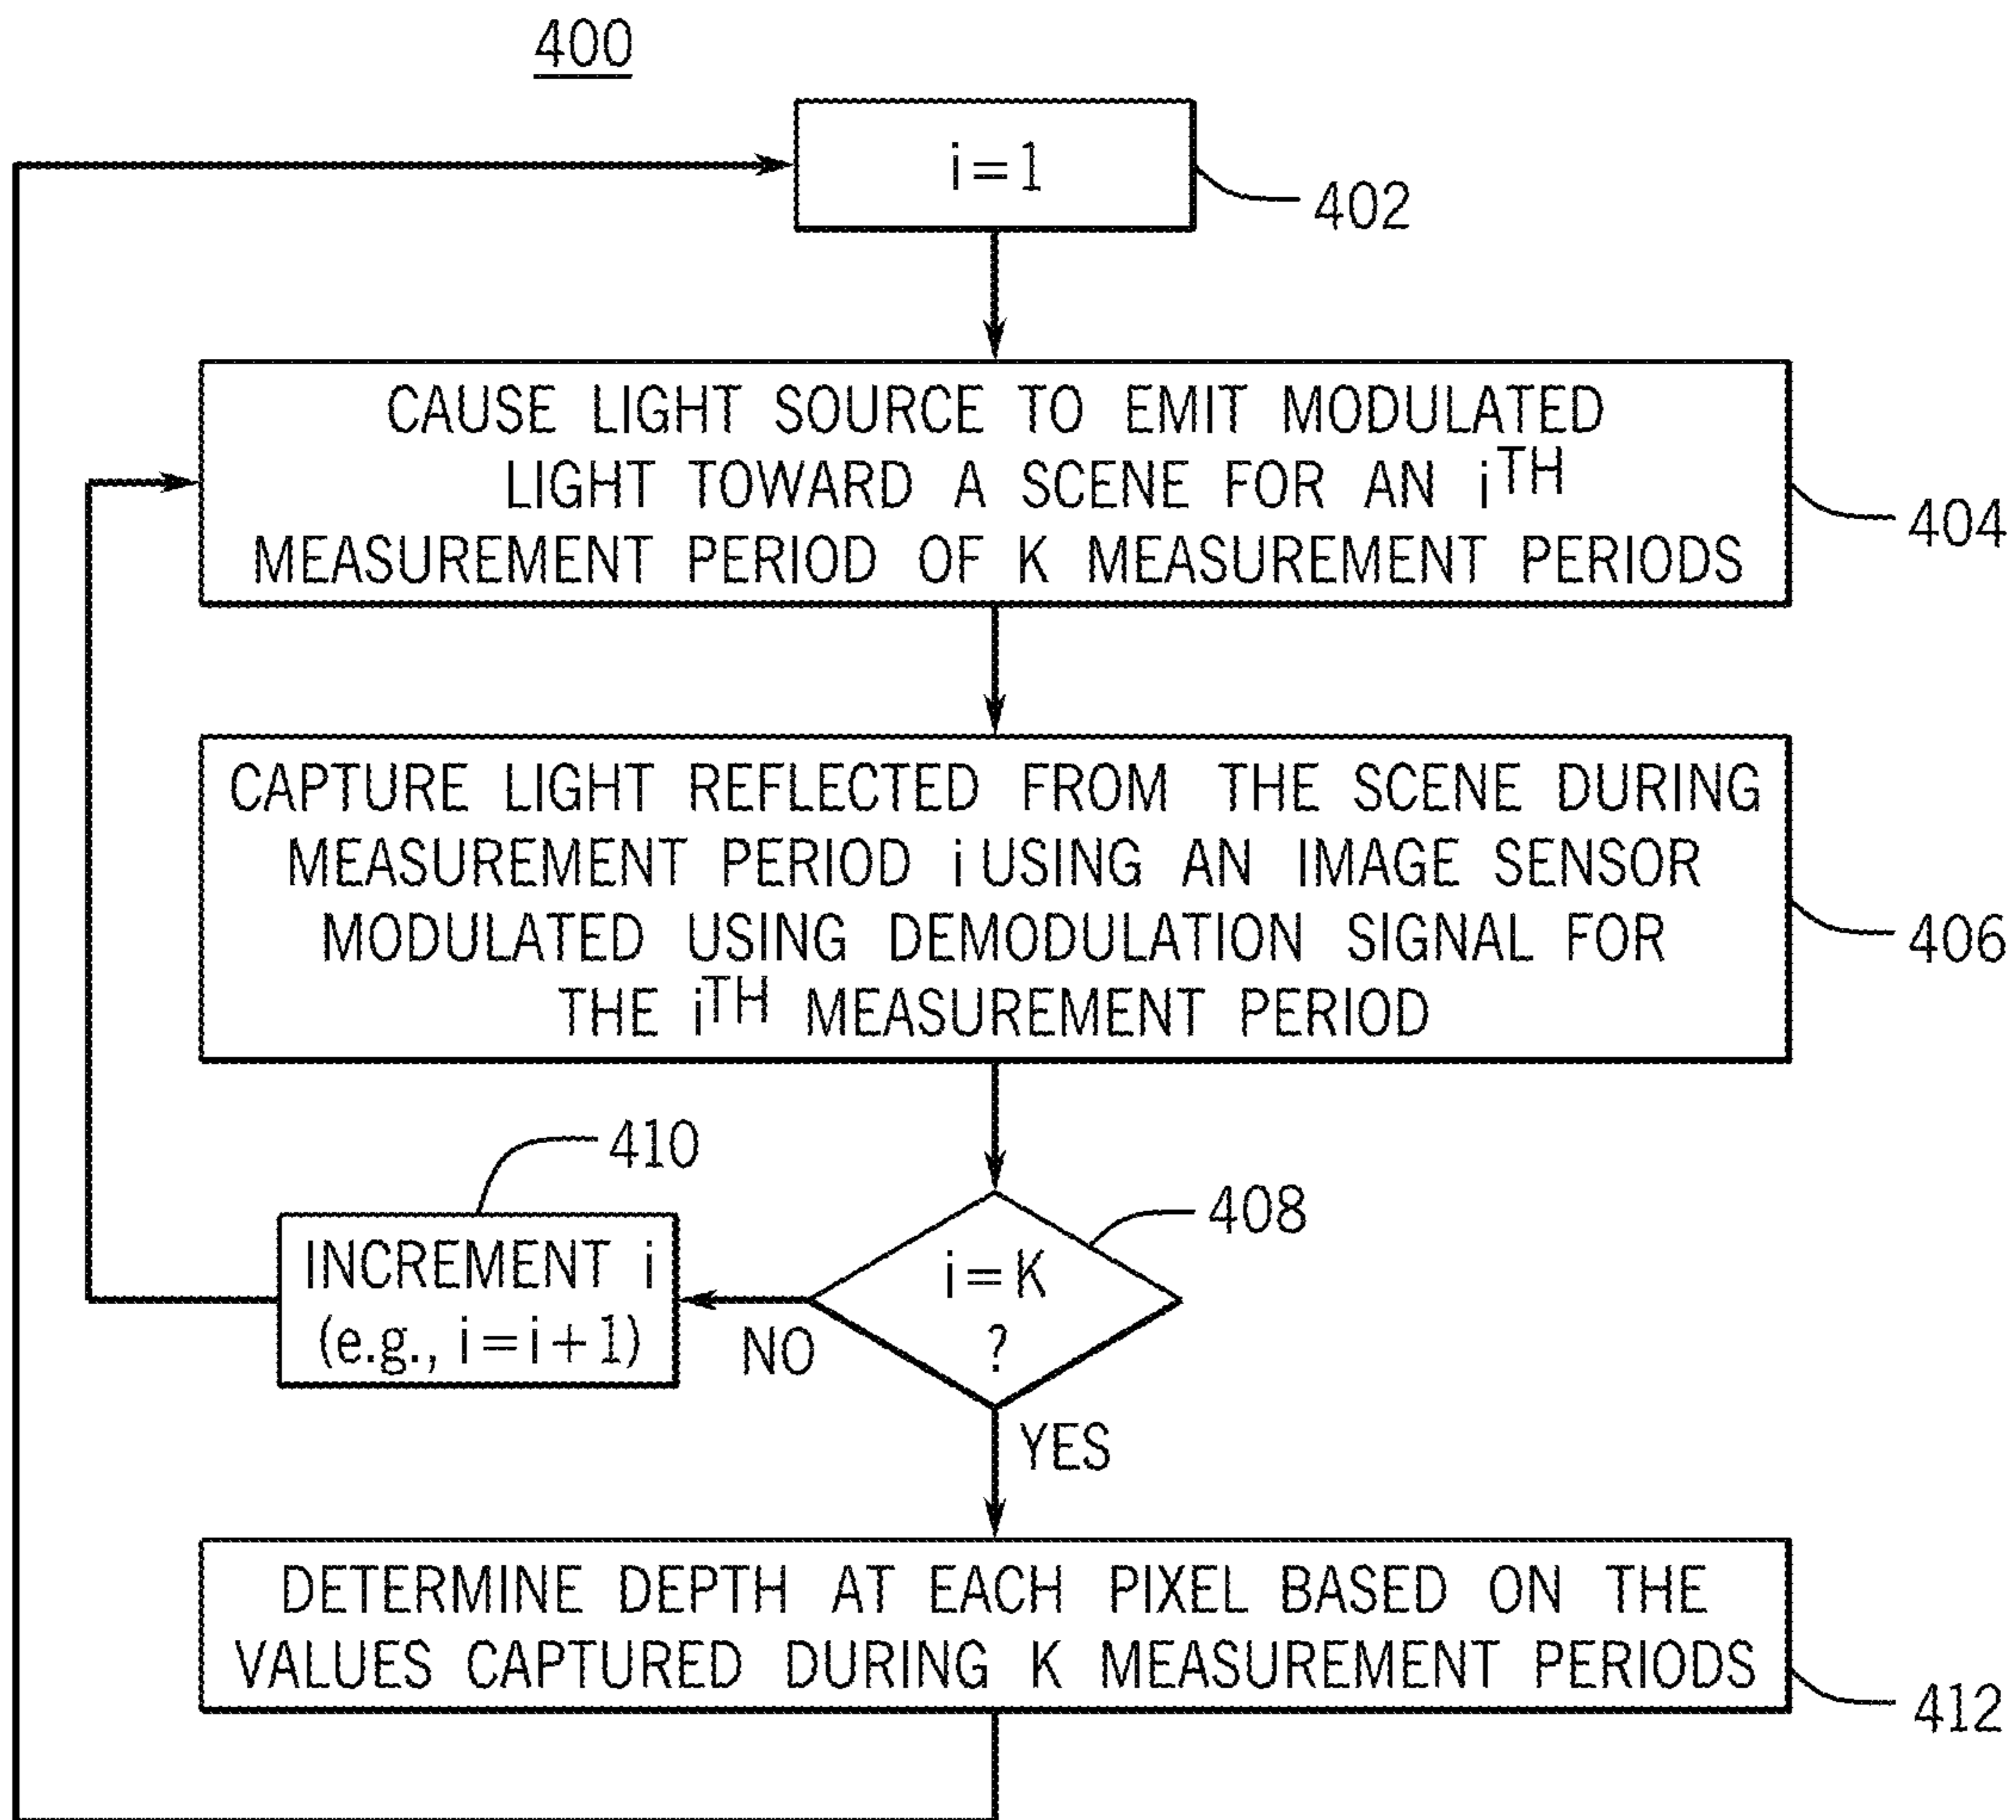 400
i=1
402
CAUSE LIGHT SOURCE TO EMIT MODULATED
LIGHT TOWARD A SCENE FOR AN iTH
MEASUREMENT PERIOD OF K MEASUREMENT PERIODS
404
CAPTURE LIGHT REFLECTED FROM THE SCENE DURING
MEASUREMENT PERIOD i USING AN IMAGE SENSOR
MODULATED USING DEMODULATION SIGNAL FOR
THE iTH MEASUREMENT PERIOD
406
410
INCREMENT i
(e.g., i=i+1)
NO
i=K
?
408
YES
DETERMINE DEPTH AT EACH PIXEL BASED ON THE
VALUES CAPTURED DURING K MEASUREMENT PERIODS
412